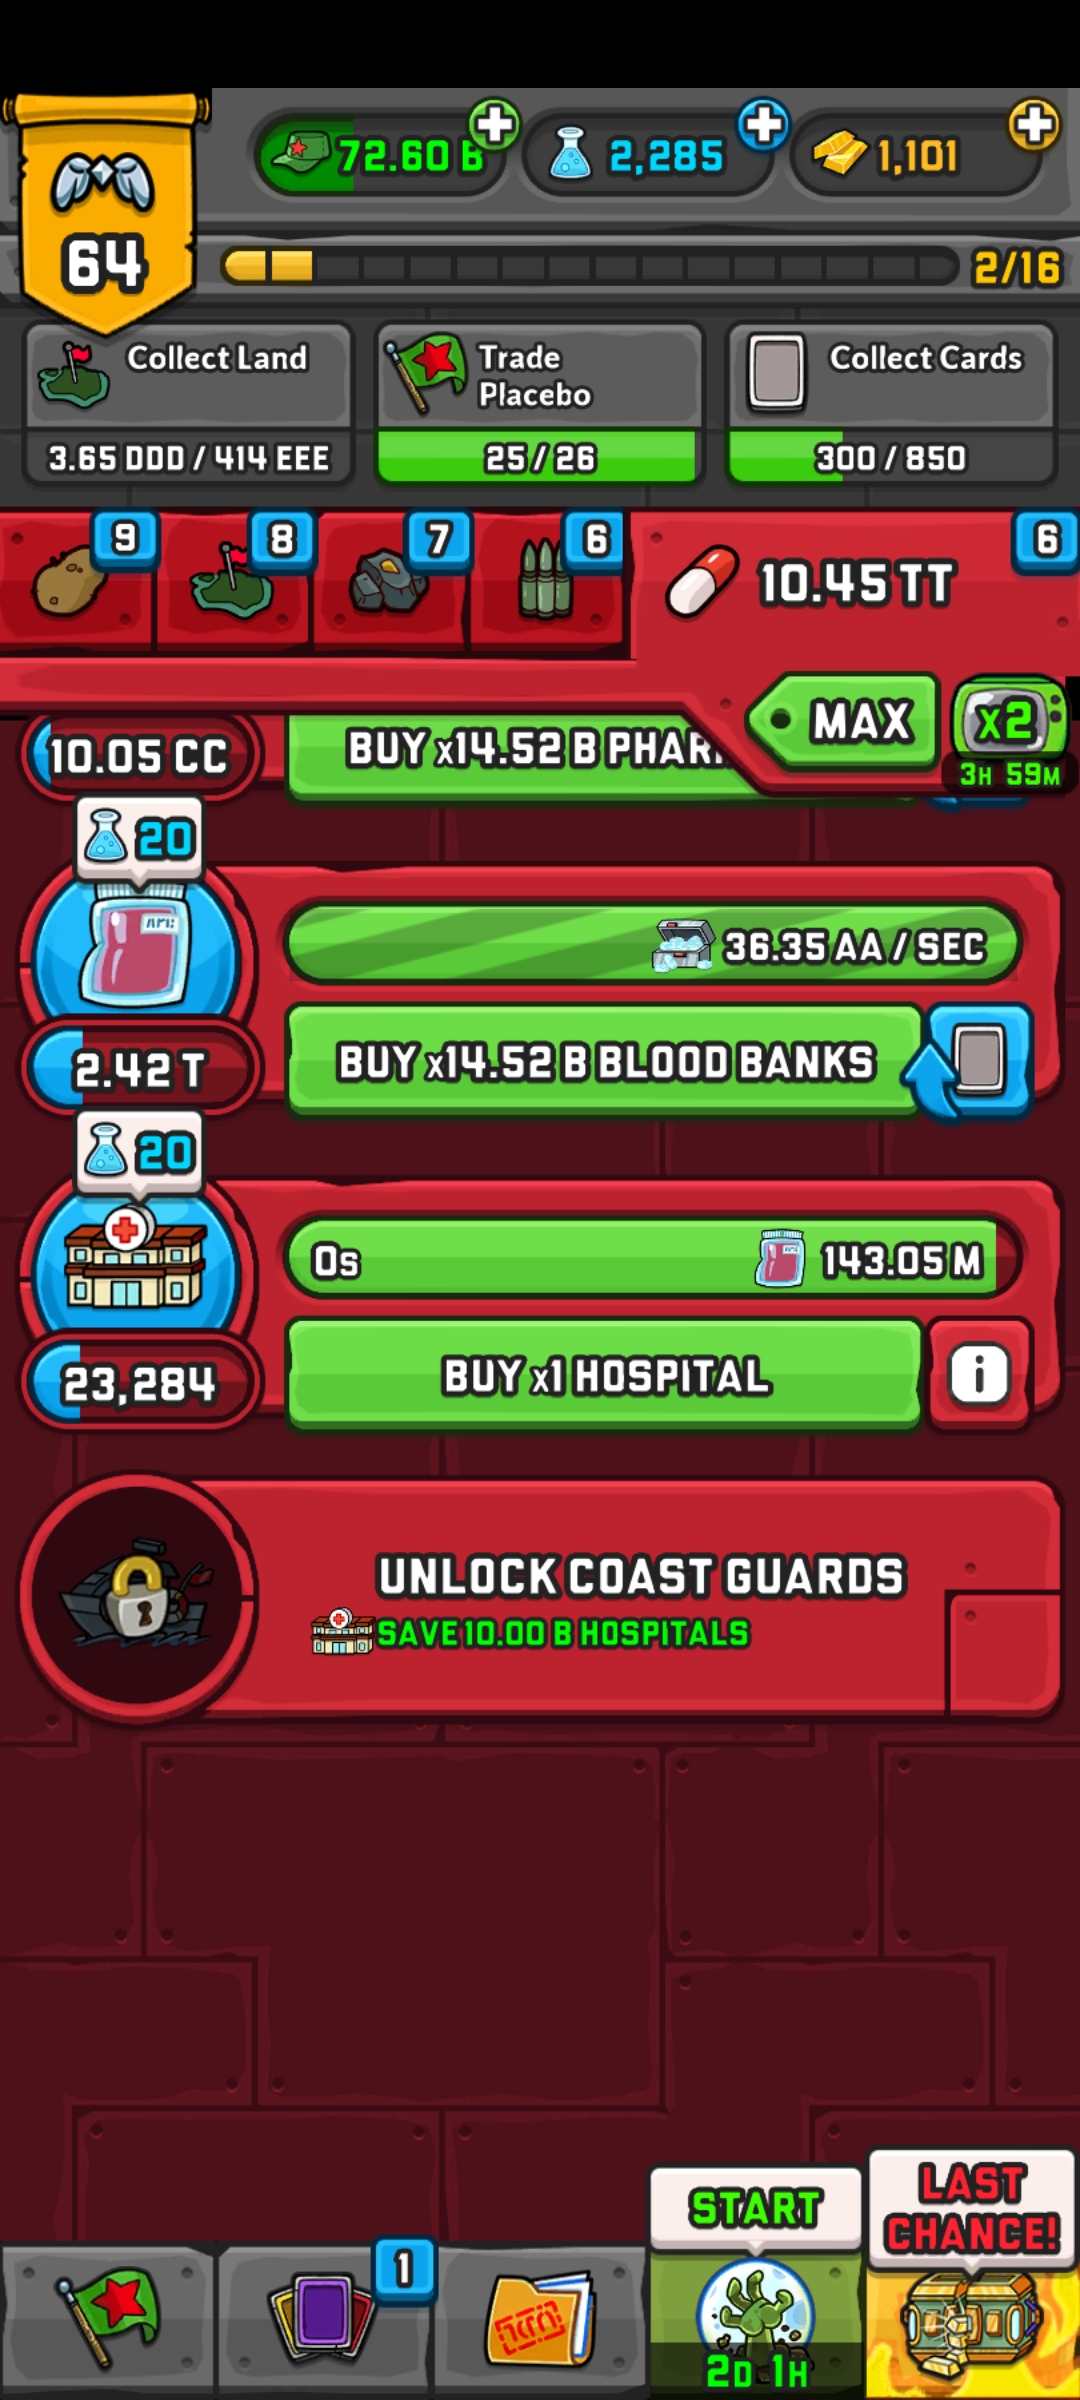 72.60 B
2,285
1,101
64
2/16
Collect Land
3.65 DDD / 414 EEE
Trade
Placebo
25 / 26
Collect Cards
300 / 850
9
8
7
6
10.45 TT
6
MAX
x2
3H 59M
10.05 CC
BUY x14.52 B PHAR
20
36.35 AA / SEC
2.42 T
BUY x14.52 B BLOOD BANKS
20
0s
143.05 M
23,284
BUY x1 HOSPITAL
i
UNLOCK COAST GUARDS
SAVE 10.00 B HOSPITALS
START
LAST
CHANCE!
1
2D 1H